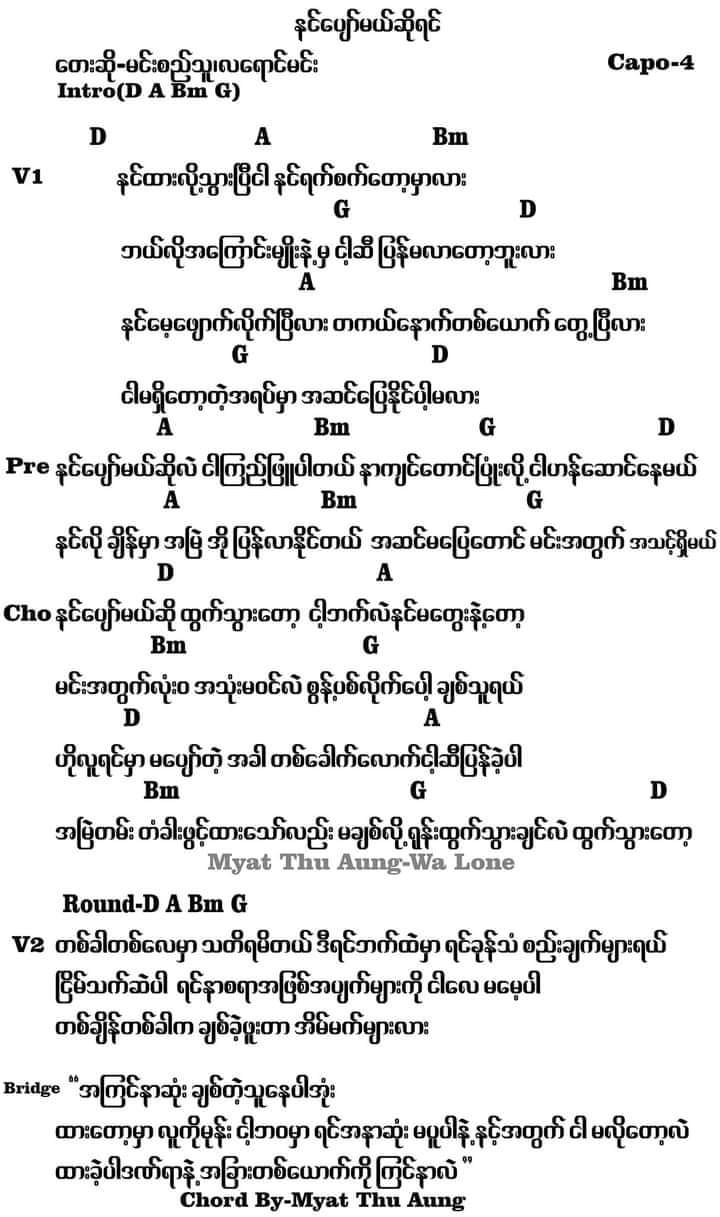 နင်ပျော်မယ်ဆိုရင်
တေးဆို-မင်းစည်သူ၊လရောင်မင်း
Capo-4
Intro(D A Bm G)
D A Bm
V1 နင်ထားလို့သွားပြီငါ နင်ရက်စက်တော့မှာလား
G D
ဘယ်လိုအကြောင်းမျိုးနဲ့မှ ငါ့ဆီ ပြန်မလာတော့ဘူးလား
A Bm
နင်မေ့ဖျောက်လိုက်ပြီလား တကယ်နောက်တစ်ယောက် တွေ့ပြီလား
G D
ငါမရှိတော့တဲ့အရပ်မှာ အဆင်ပြေနိုင်ပါ့မလား
A Bm G D
Pre နင်ပျော်မယ်ဆိုလဲ ငါကြည်ဖြူပါတယ် နာကျင်တောင်ပြုံးလို့ ငါဟန်ဆောင်နေမယ်
A Bm G
နင်လို ချိန်မှာ အမြဲ အို ပြန်လာနိုင်တယ် အဆင်မပြေတောင် မင်းအတွက် အသင့်ရှိမယ်
D A
Cho နင်ပျော်မယ်ဆို ထွက်သွားတော့ ငါ့ဘက်လဲနင်မတွေးနဲ့တော့
Bm G
မင်းအတွက်လုံးဝ အသုံးမဝင်လဲ စွန့်ပစ်လိုက်ပေါ့ ချစ်သူရယ်
D A
ဟိုလူရင်မှာ မပျော်တဲ့ အခါ တစ်ခေါက်လောက်ငါ့ဆီပြန်ခဲ့ပါ
Bm G D
အမြဲတမ်း တံခါးဖွင့်ထားသော်လည်း မချစ်လို့ရုန်းထွက်သွားချင်လဲ ထွက်သွားတော့
Myat Thu Aung-Wa Lone
Round-D A Bm G
V2 တစ်ခါတစ်လေမှာ သတိရမိတယ် ဒီရင်ဘက်ထဲမှာ ရင်ခုန်သံ စည်းချက်များရယ်
ငြိမ်သက်ဆဲပါ ရင်နာစရာအဖြစ်အပျက်များကို ငါလေ မမေ့ပါ
တစ်ချိန်တစ်ခါက ချစ်ခဲ့ဖူးတာ အိမ်မက်များလား
Bridge “အကြင်နာဆုံး ချစ်တဲ့သူနေပါအုံး
ထားတော့မှာ လူကိုမုန်း ငါ့ဘဝမှာ ရင်အနာဆုံး မပူပါနဲ့ နင့်အတွက် ငါ မလိုတော့လဲ
ထားခဲ့ပါဒဏ်ရာနဲ့ အခြားတစ်ယောက်ကို ကြင်နာလဲ”
Chord By-Myat Thu Aung